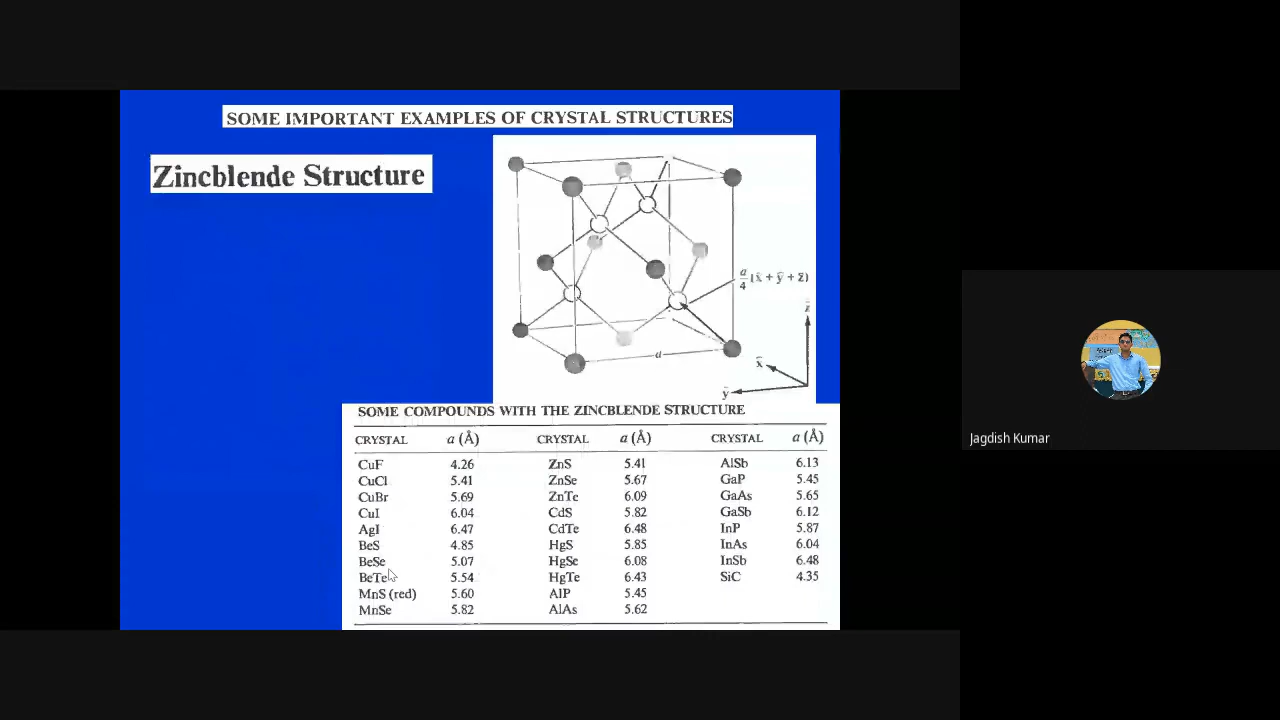 SOME IMPORTANT EXAMPLES OF CRYSTAL STRUCTURES
Zincblende Structure
a/4 (x̂ + ŷ + ẑ)
ẑ
a
x̂
ŷ
SOME COMPOUNDS WITH THE ZINCBLENDE STRUCTURE
CRYSTAL a (Å) CRYSTAL a (Å) CRYSTAL a (Å)
CuF 4.26 ZnS 5.41 AlSb 6.13
CuCl 5.41 ZnSe 5.67 GaP 5.45
CuBr 5.69 ZnTe 6.09 GaAs 5.65
CuI 6.04 CdS 5.82 GaSb 6.12
AgI 6.47 CdTe 6.48 InP 5.87
BeS 4.85 HgS 5.85 InAs 6.04
BeSe 5.07 HgSe 6.08 InSb 6.48
BeTe 5.54 HgTe 6.43 SiC 4.35
MnS (red) 5.60 AlP 5.45
MnSe 5.82 AlAs 5.62
Jagdish Kumar